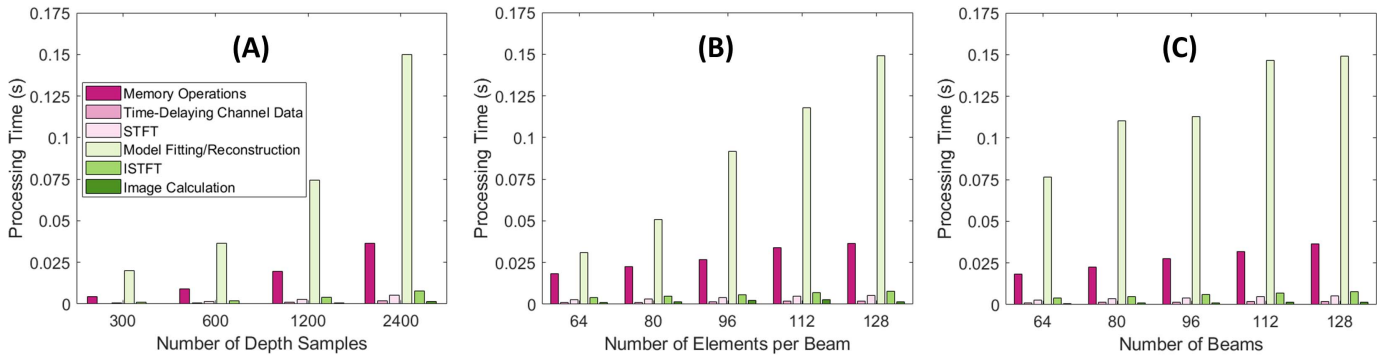 (A)
0.175
0.15
0.125
0.1
0.075
0.05
0.025
0
Processing Time (s)
Memory Operations
Time-Delaying Channel Data
STFT
Model Fitting/Reconstruction
ISTFT
Image Calculation
300 600 1200 2400
Number of Depth Samples
(B)
0.175
0.15
0.125
0.1
0.075
0.05
0.025
0
Processing Time (s)
64 80 96 112 128
Number of Elements per Beam
(C)
0.175
0.15
0.125
0.1
0.075
0.05
0.025
0
Processing Time (s)
64 80 96 112 128
Number of Beams